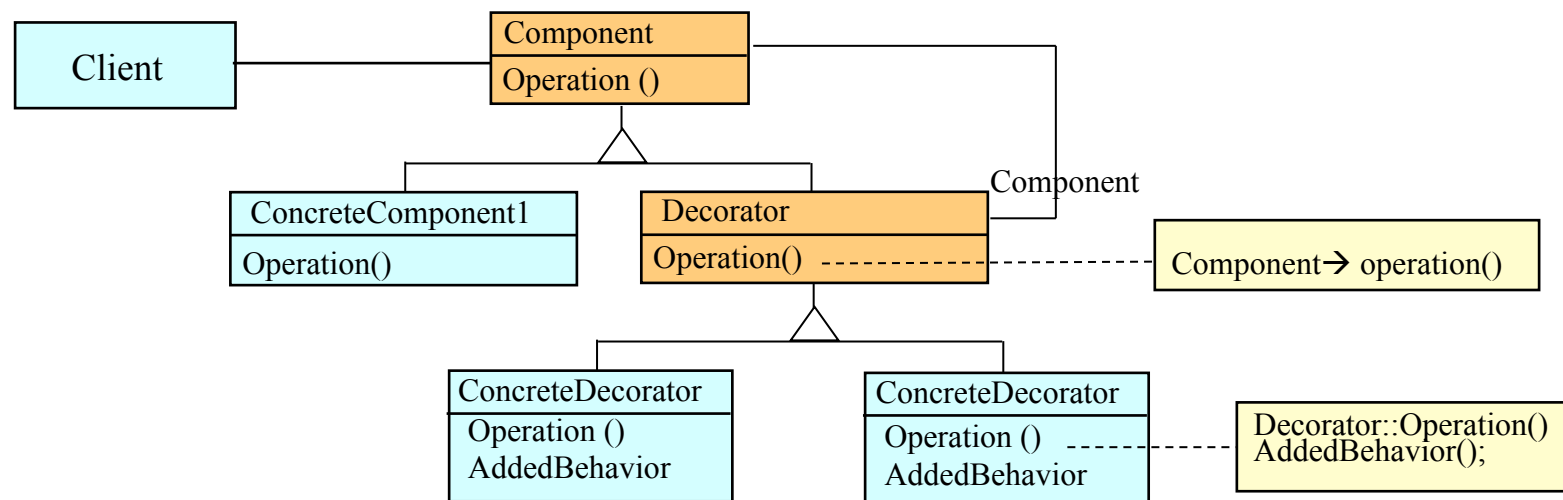 Client
Component
Operation ()
Component
ConcreteComponent1
Operation()
Decorator
Operation()
Component→ operation()
ConcreteDecorator
Operation ()
AddedBehavior
ConcreteDecorator
Operation ()
AddedBehavior
Decorator::Operation()
AddedBehavior();